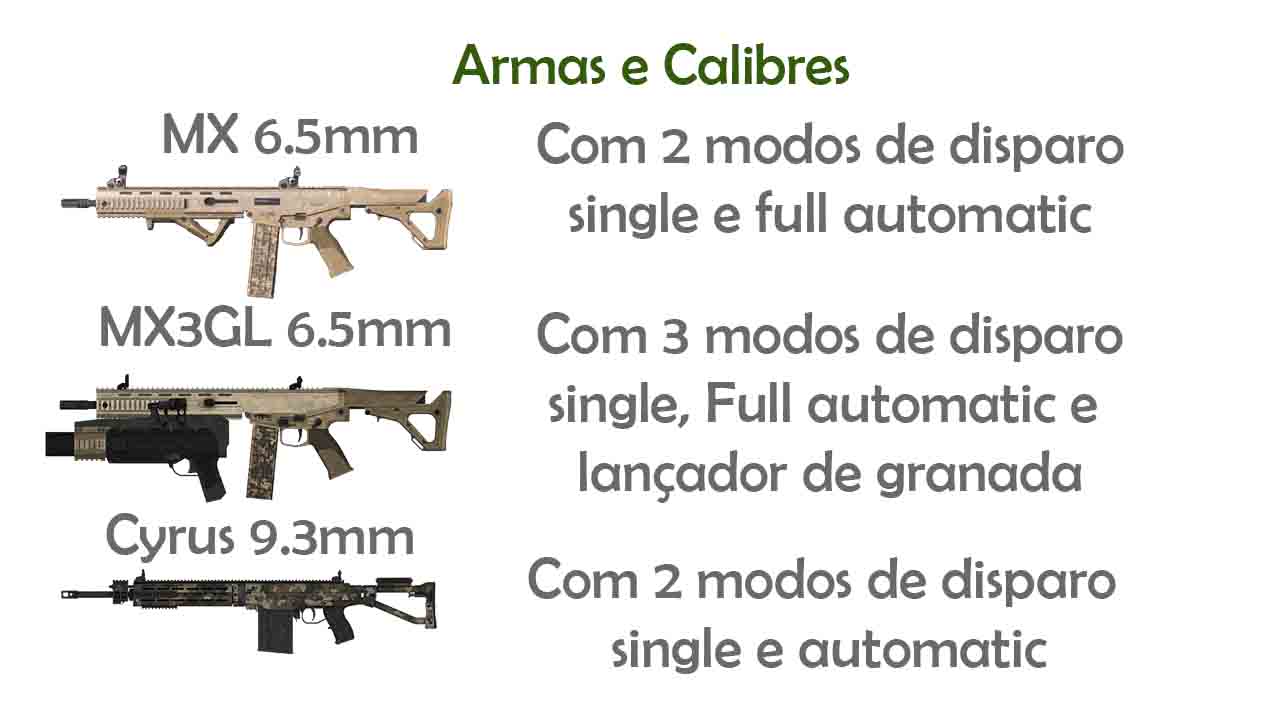 Armas e Calibres
MX 6.5mm
Com 2 modos de disparo
single e full automatic
MX3GL 6.5mm
Com 3 modos de disparo
single, Full automatic e
lançador de granada
Cyrus 9.3mm
Com 2 modos de disparo
single e automatic